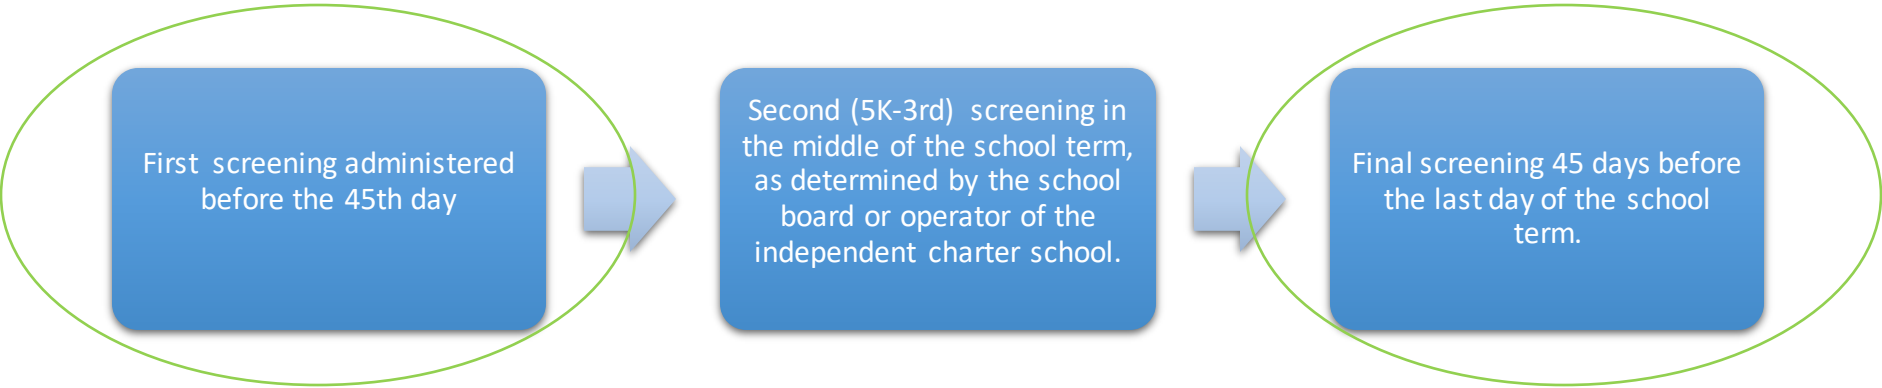 First screening administered
before the 45th day
Second (5K-3rd) screening in
the middle of the school term,
as determined by the school
board or operator of the
independent charter school.
Final screening 45 days before
the last day of the school
term.